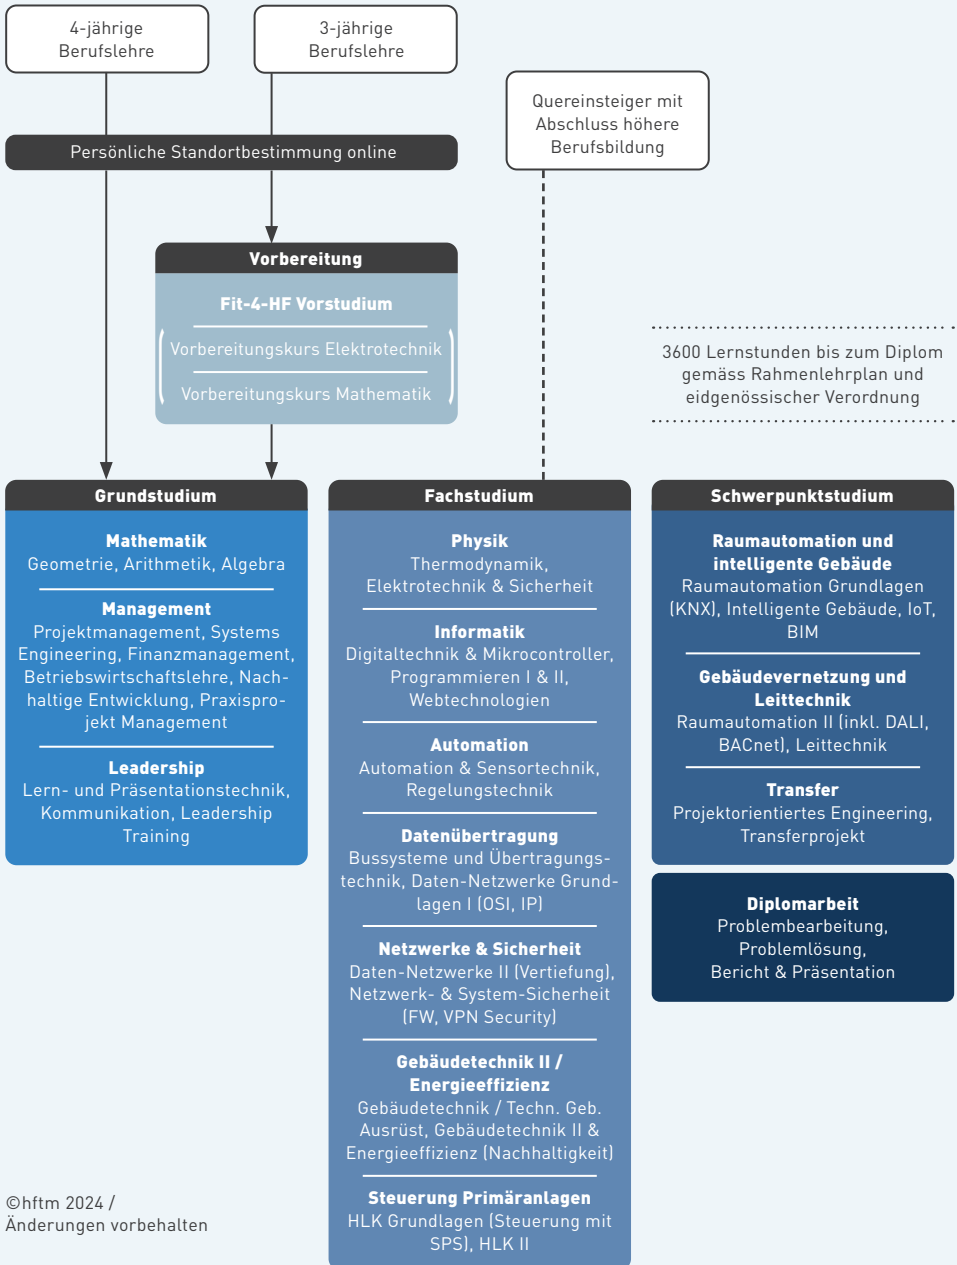 4-jährige
Berufslehre
3-jährige
Berufslehre
Quereinsteiger mit
Abschluss höhere
Berufsbildung
Persönliche Standortbestimmung online
Vorbereitung
Fit-4-HF Vorstudium
Vorbereitungskurs Elektrotechnik
Vorbereitungskurs Mathematik
3600 Lernstunden bis zum Diplom
gemäss Rahmenlehrplan und
eidgenössischer Verordnung
Grundstudium
Mathematik
Geometrie, Arithmetik, Algebra
Management
Projektmanagement, Systems
Engineering, Finanzmanagement,
Betriebswirtschaftslehre, Nach-
haltige Entwicklung, Praxispro-
jekt Management
Leadership
Lern- und Präsentationstechnik,
Kommunikation, Leadership
Training
Fachstudium
Physik
Thermodynamik,
Elektrotechnik & Sicherheit
Informatik
Digitaltechnik & Mikrocontroller,
Programmieren I & II,
Webtechnologien
Automation
Automation & Sensortechnik,
Regelungstechnik
Datenübertragung
Bussysteme und Übertragungs-
technik, Daten-Netzwerke Grund-
lagen I (OSI, IP)
Netzwerke & Sicherheit
Daten-Netzwerke II (Vertiefung),
Netzwerk- & System-Sicherheit
(FW, VPN Security)
Gebäudetechnik II /
Energieeffizienz
Gebäudetechnik / Techn. Geb.
Ausrüst, Gebäudetechnik II &
Energieeffizienz (Nachhaltigkeit)
Steuerung Primäranlagen
HLK Grundlagen (Steuerung mit
SPS), HLK II
Schwerpunktstudium
Raumautomation und
intelligente Gebäude
Raumautomation Grundlagen
(KNX), Intelligente Gebäude, IoT,
BIM
Gebäudevernetzung und
Leittechnik
Raumautomation II (inkl. DALI,
BACnet), Leittechnik
Transfer
Projektorientiertes Engineering,
Transferprojekt
Diplomarbeit
Problembearbeitung,
Problemlösung,
Bericht & Präsentation
©hftm 2024 /
Änderungen vorbehalten